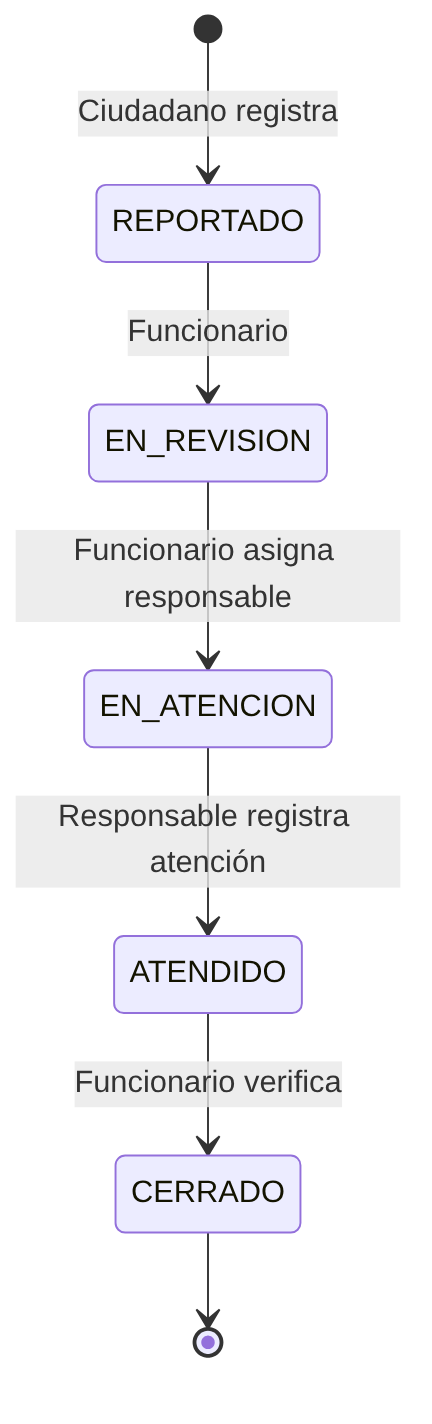 Ciudadano registra
REPORTADO
Funcionario
EN_REVISION
Funcionario asigna
responsable
EN_ATENCION
Responsable registra
atención
ATENDIDO
Funcionario verifica
CERRADO